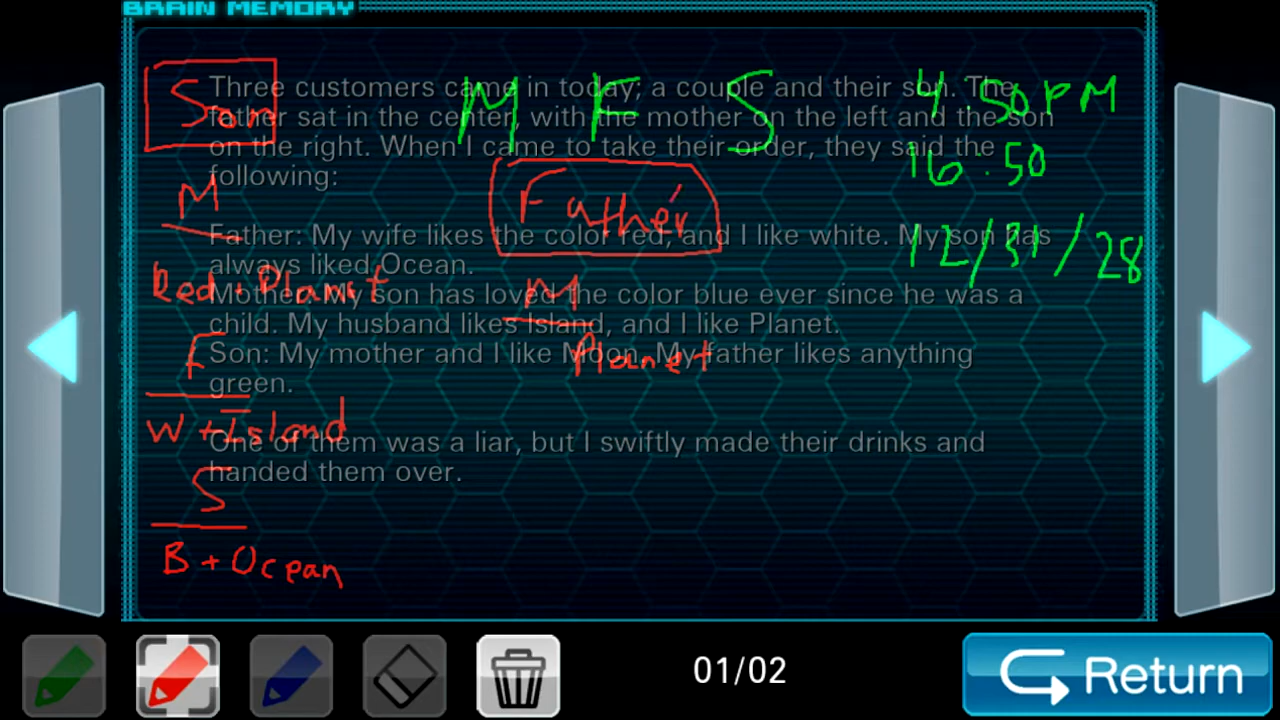 BRAIN MEMORY
Three customers came in today; a couple and their son. The
father sat in the center, with the mother on the left and the son
on the right. When I came to take their order, they said the
following:
Father: My wife likes the color red, and I like white. My son has
always liked Ocean.
Mother: My son has loved the color blue ever since he was a
child. My husband likes Island, and I like Planet.
Son: My mother and I like Moon. My father likes anything
green.
One of them was a liar, but I swiftly made their drinks and
handed them over.
Son
M
Red + Planet
F
W + Island
S
B + Ocean
M F S
Father
M
Planet
4:50 PM
16:50
12/31/28
01/02
Return